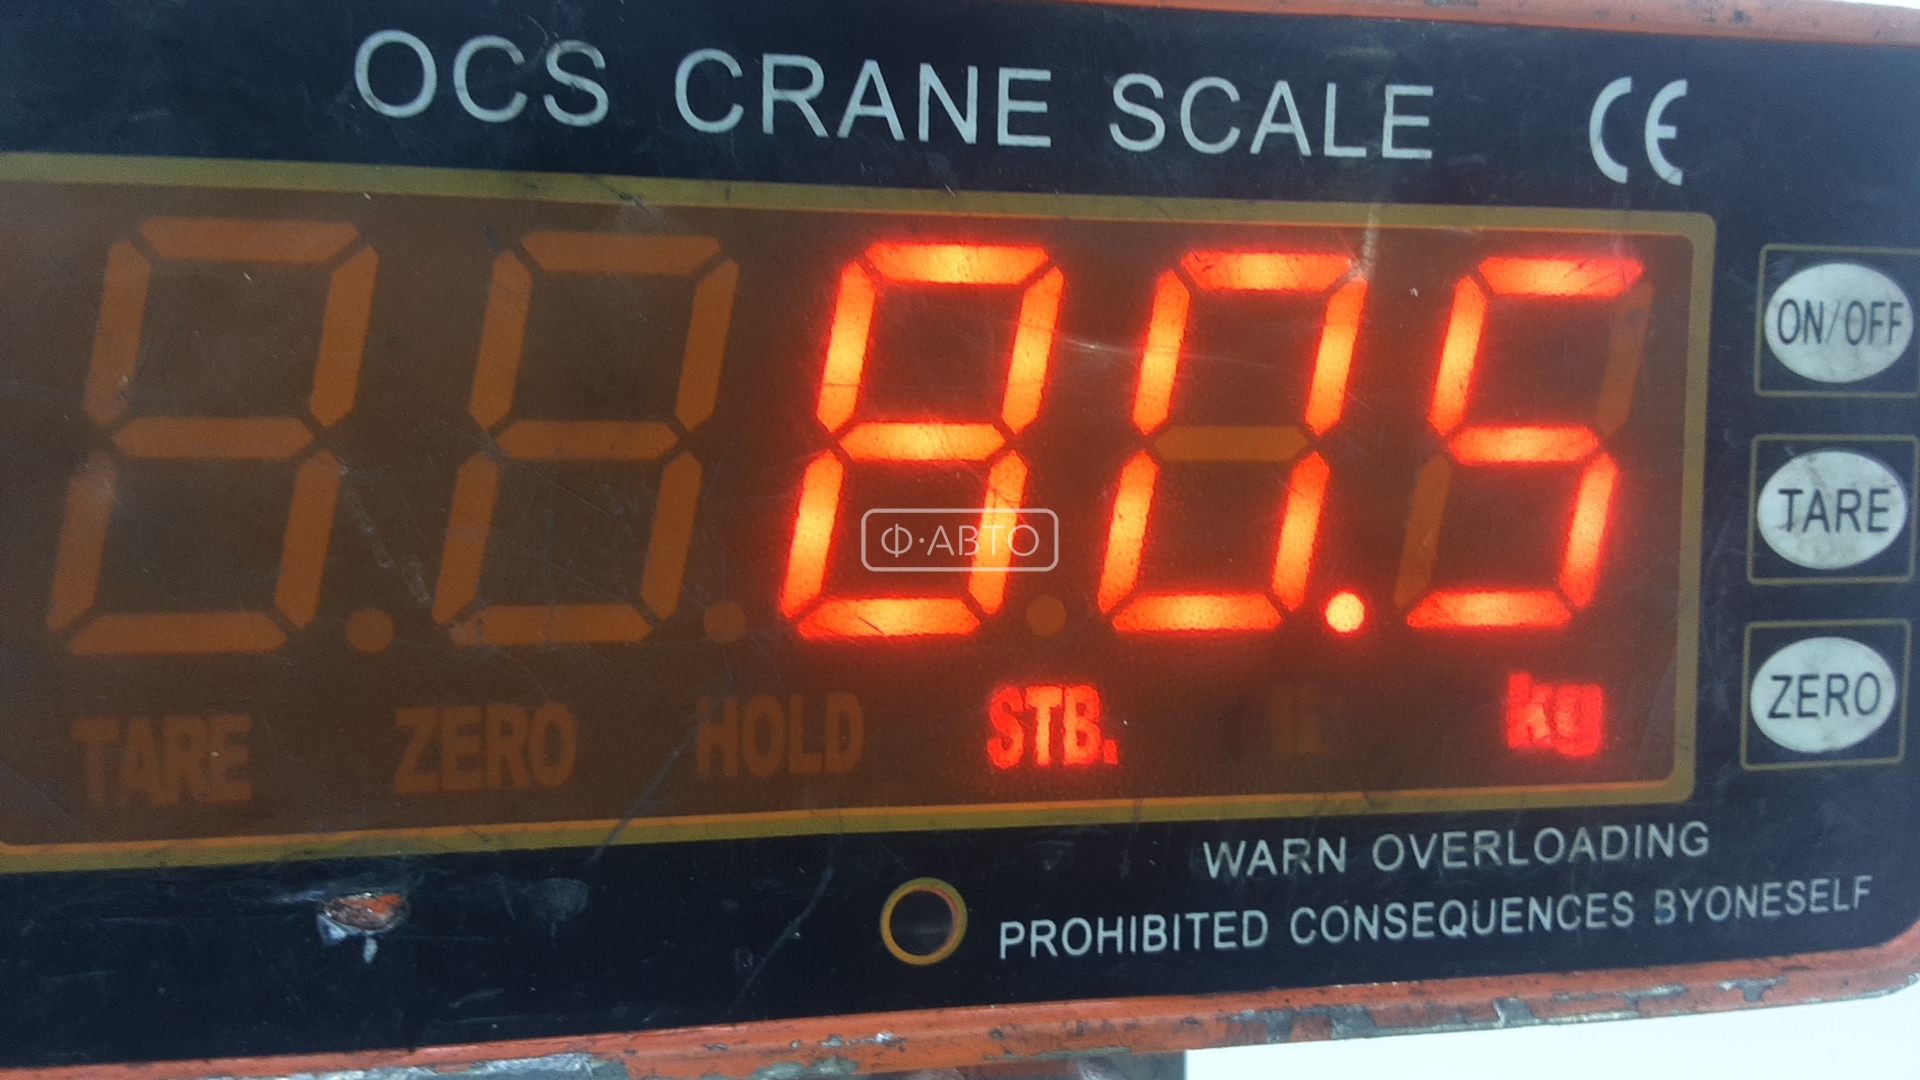 OCS CRANE SCALE CE
80.5
ON/OFF
TARE
ZERO
Ф·АВТО
TARE ZERO HOLD STB. kg
WARN OVERLOADING
PROHIBITED CONSEQUENCES BYONESELF